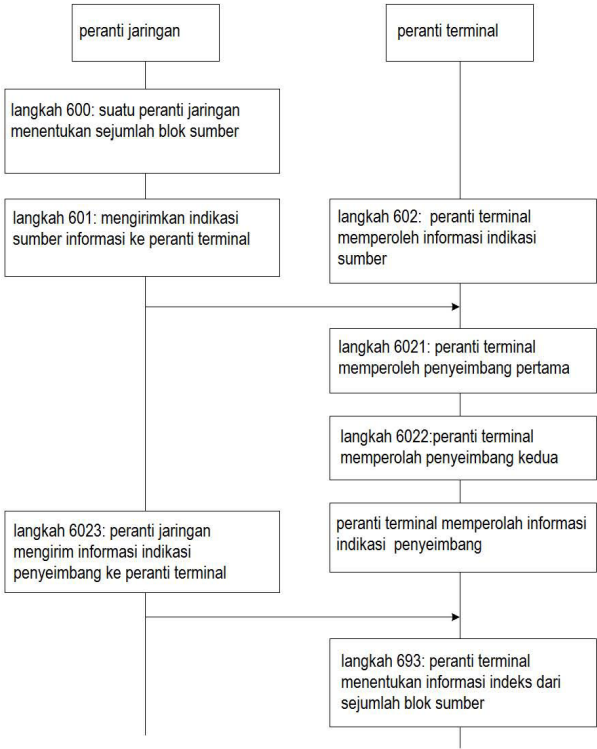 peranti jaringan
peranti terminal
langkah 600: suatu peranti jaringan
menentukan sejumlah blok sumber
langkah 601: mengirimkan indikasi
sumber informasi ke peranti terminal
langkah 602: peranti terminal
memperoleh informasi indikasi
sumber
langkah 6021: peranti terminal
memperoleh penyeimbang pertama
langkah 6022:peranti terminal
memperolah penyeimbang kedua
langkah 6023: peranti jaringan
mengirim informasi indikasi
penyeimbang ke peranti terminal
peranti terminal memperolah informasi
indikasi penyeimbang
langkah 693: peranti terminal
menentukan informasi indeks dari
sejumlah blok sumber